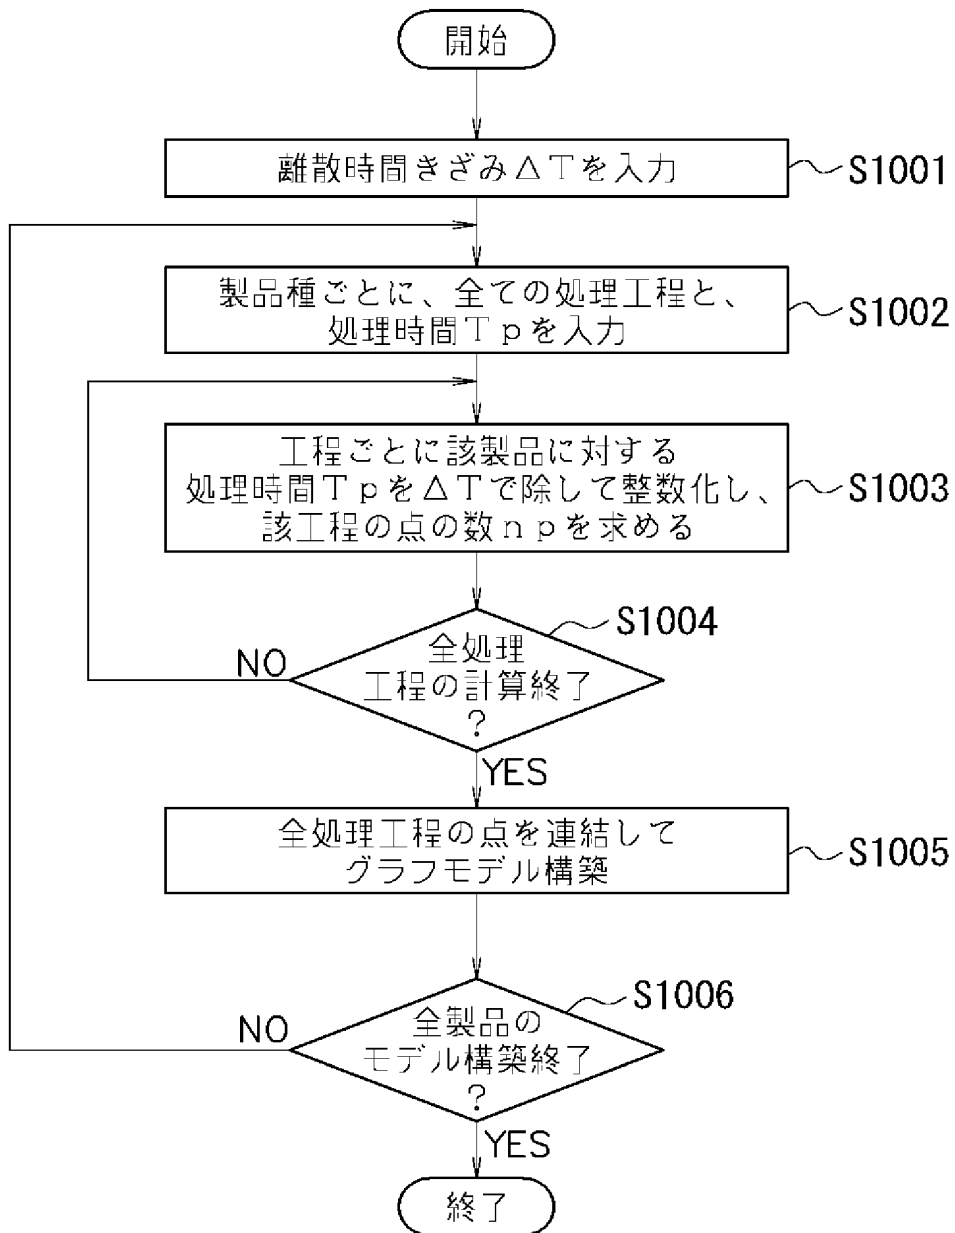 開始
離散時間きざみΔTを入力
S1001
製品種ごとに、全ての処理工程と、
処理時間Tpを入力
S1002
工程ごとに該製品に対する
処理時間TpをΔTで除して整数化し、
該工程の点の数npを求める
S1003
S1004
全処理
工程の計算終了
?
NO
YES
全処理工程の点を連結して
グラフモデル構築
S1005
S1006
全製品の
モデル構築終了
?
NO
YES
終了